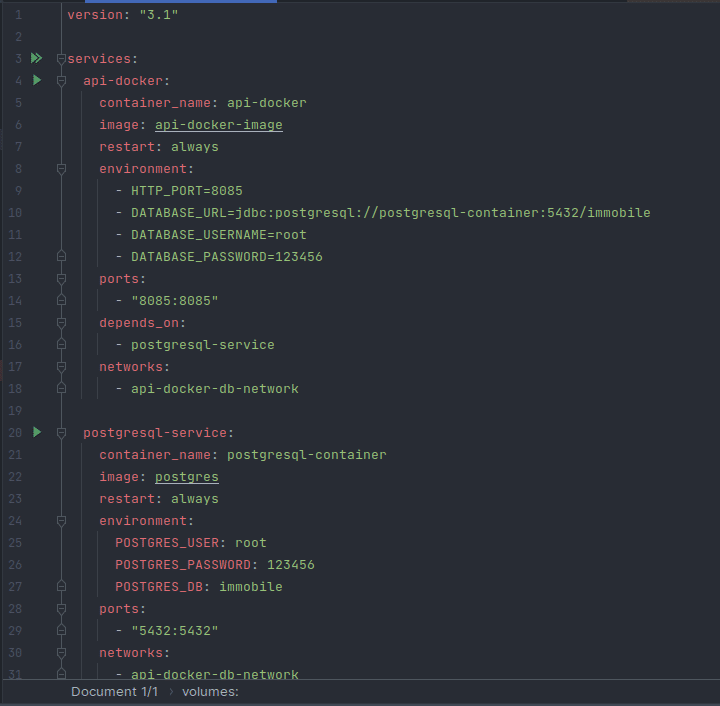 1 version: "3.1"
2
3 services:
4 api-docker:
5 container_name: api-docker
6 image: api-docker-image
7 restart: always
8 environment:
9 - HTTP_PORT=8085
10 - DATABASE_URL=jdbc:postgresql://postgresql-container:5432/immobile
11 - DATABASE_USERNAME=root
12 - DATABASE_PASSWORD=123456
13 ports:
14 - "8085:8085"
15 depends_on:
16 - postgresql-service
17 networks:
18 - api-docker-db-network
19
20 postgresql-service:
21 container_name: postgresql-container
22 image: postgres
23 restart: always
24 environment:
25 POSTGRES_USER: root
26 POSTGRES_PASSWORD: 123456
27 POSTGRES_DB: immobile
28 ports:
29 - "5432:5432"
30 networks:
31 - api-docker-db-network
Document 1/1 › volumes: